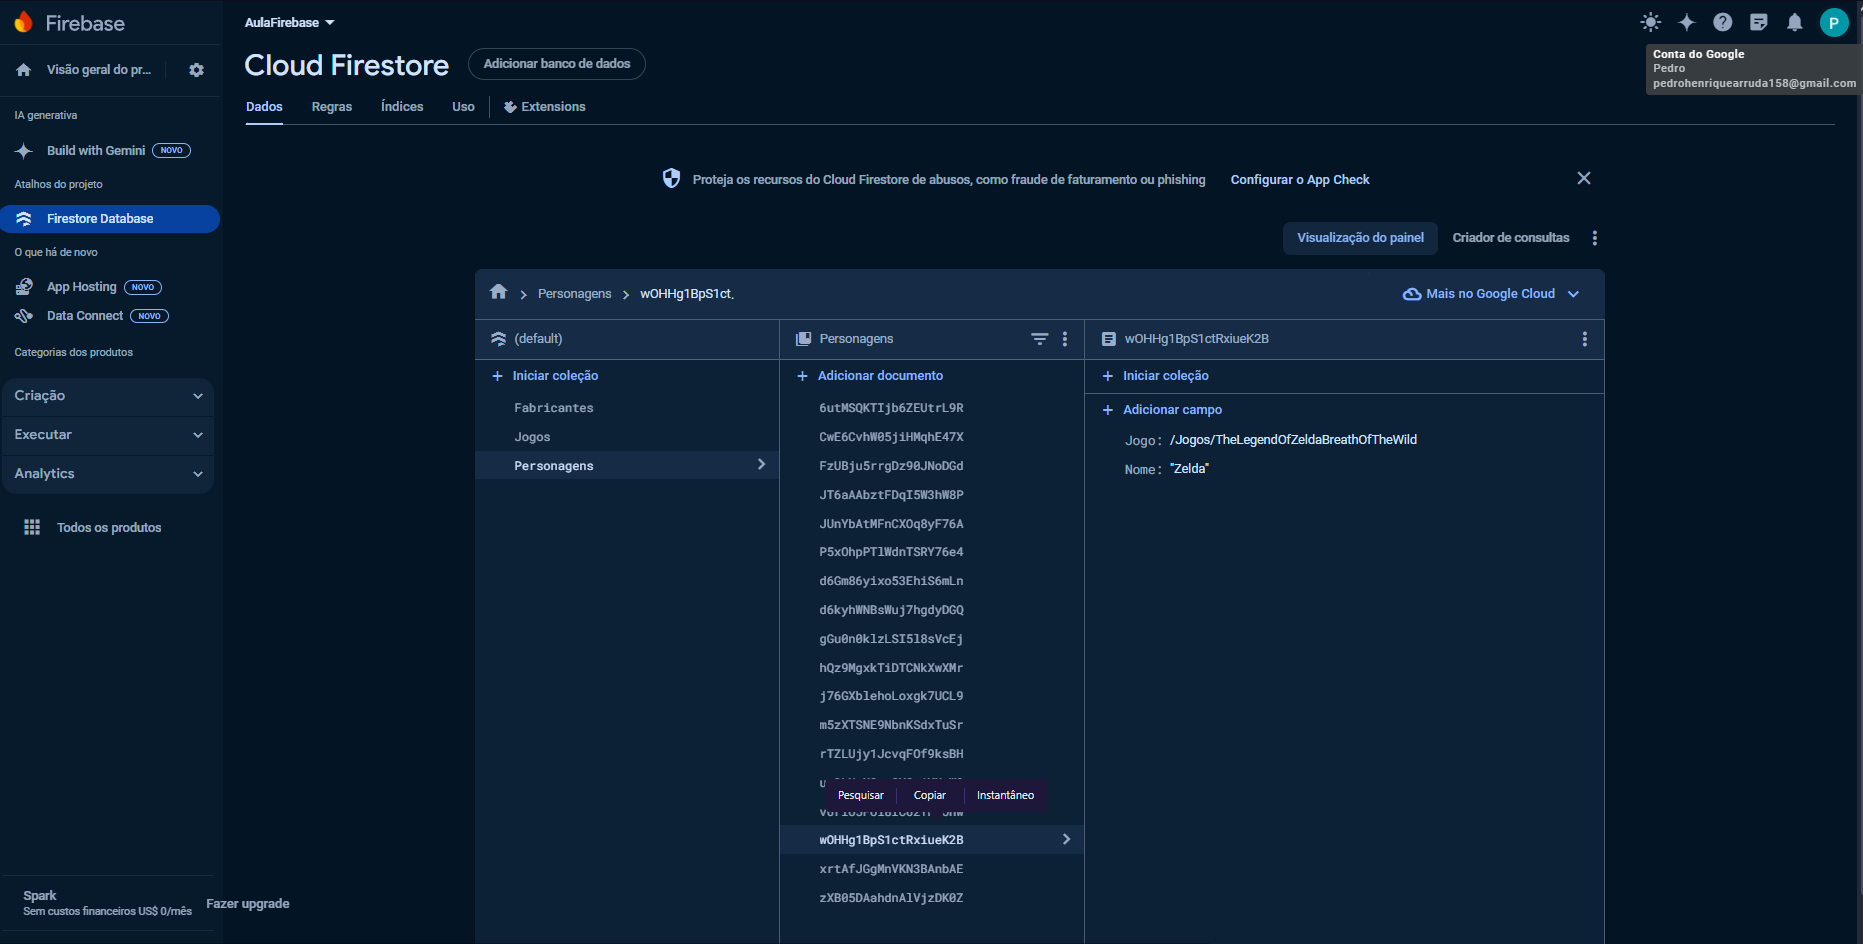 Firebase
AulaFirebase
P
Conta do Google
Pedro
pedrohenriquearruda158@gmail.com
Visão geral do pr...
Cloud Firestore
Adicionar banco de dados
Dados
Regras
Índices
Uso
Extensions
IA generativa
Build with Gemini NOVO
Atalhos do projeto
Firestore Database
O que há de novo
App Hosting NOVO
Data Connect NOVO
Categorias dos produtos
Criação
Executar
Analytics
Todos os produtos
Spark
Sem custos financeiros US$ 0/mês
Fazer upgrade
Proteja os recursos do Cloud Firestore de abusos, como fraude de faturamento ou phishing
Configurar o App Check
Visualização do painel
Criador de consultas
Personagens
wOHHg1BpS1ct.
Mais no Google Cloud
(default)
Iniciar coleção
Fabricantes
Jogos
Personagens
Personagens
Adicionar documento
6utMSQKTIjb6ZEUtrL9R
CwE6CvhW05jiHMqhE47X
FzUBju5rrgDz90JNoDGd
JT6aAAbztFDqI5W3hW8P
JUnYbAtMFnCXOq8yF76A
P5xOhpPTlWdnTSRY76e4
d6Gm86yixo53EhiS6mLn
d6kyhWNBsWuj7hgdyDGQ
gGu0n0klzLSI5l8sVcEj
hQz9MgxkTiDTCNkXwXMr
j76GXblehoLoxgk7UCL9
m5zXTSNE9NbnKSdxTuSr
rTZLUjy1JcvqFOf9ksBH
Pesquisar
Copiar
Instantâneo
wOHHg1BpS1ctRxiueK2B
xrtAfJGgMnVKN3BAnbAE
zXB05DAahdnAlVjzDK0Z
wOHHg1BpS1ctRxiueK2B
Iniciar coleção
Adicionar campo
Jogo: /Jogos/TheLegendOfZeldaBreathOfTheWild
Nome: "Zelda"